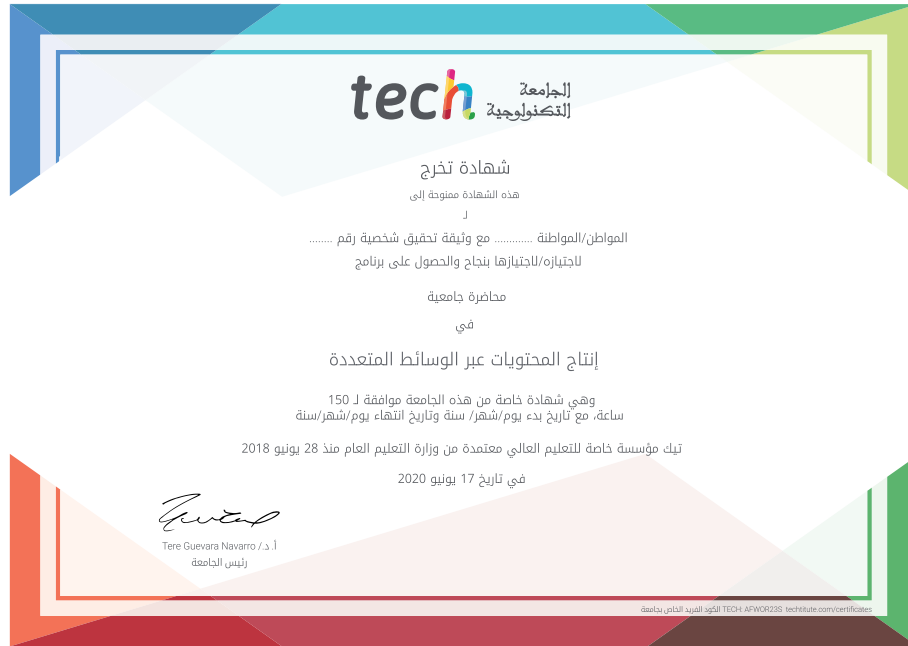 tech الجامعة
التكنولوجية
شهادة تخرج
هذه الشهادة ممنوحة إلى
لـ
المواطن/المواطنة ............ مع وثيقة تحقيق شخصية رقم ........
لاجتيازه/لاجتيازها بنجاح والحصول على برنامج
محاضرة جامعية
في
إنتاج المحتويات عبر الوسائط المتعددة
وهي شهادة خاصة من هذه الجامعة موافقة لـ 150
ساعة، مع تاريخ بدء يوم/شهر/ سنة وتاريخ انتهاء يوم/شهر/سنة
تيك مؤسسة خاصة للتعليم العالي معتمدة من وزارة التعليم العام منذ 28 يونيو 2018
في تاريخ 17 يونيو 2020
أ. د./ Tere Guevara Navarro
رئيس الجامعة
الكود الفريد الخاص بجامعة TECH: AFWOR23S techtitute.com/certificates